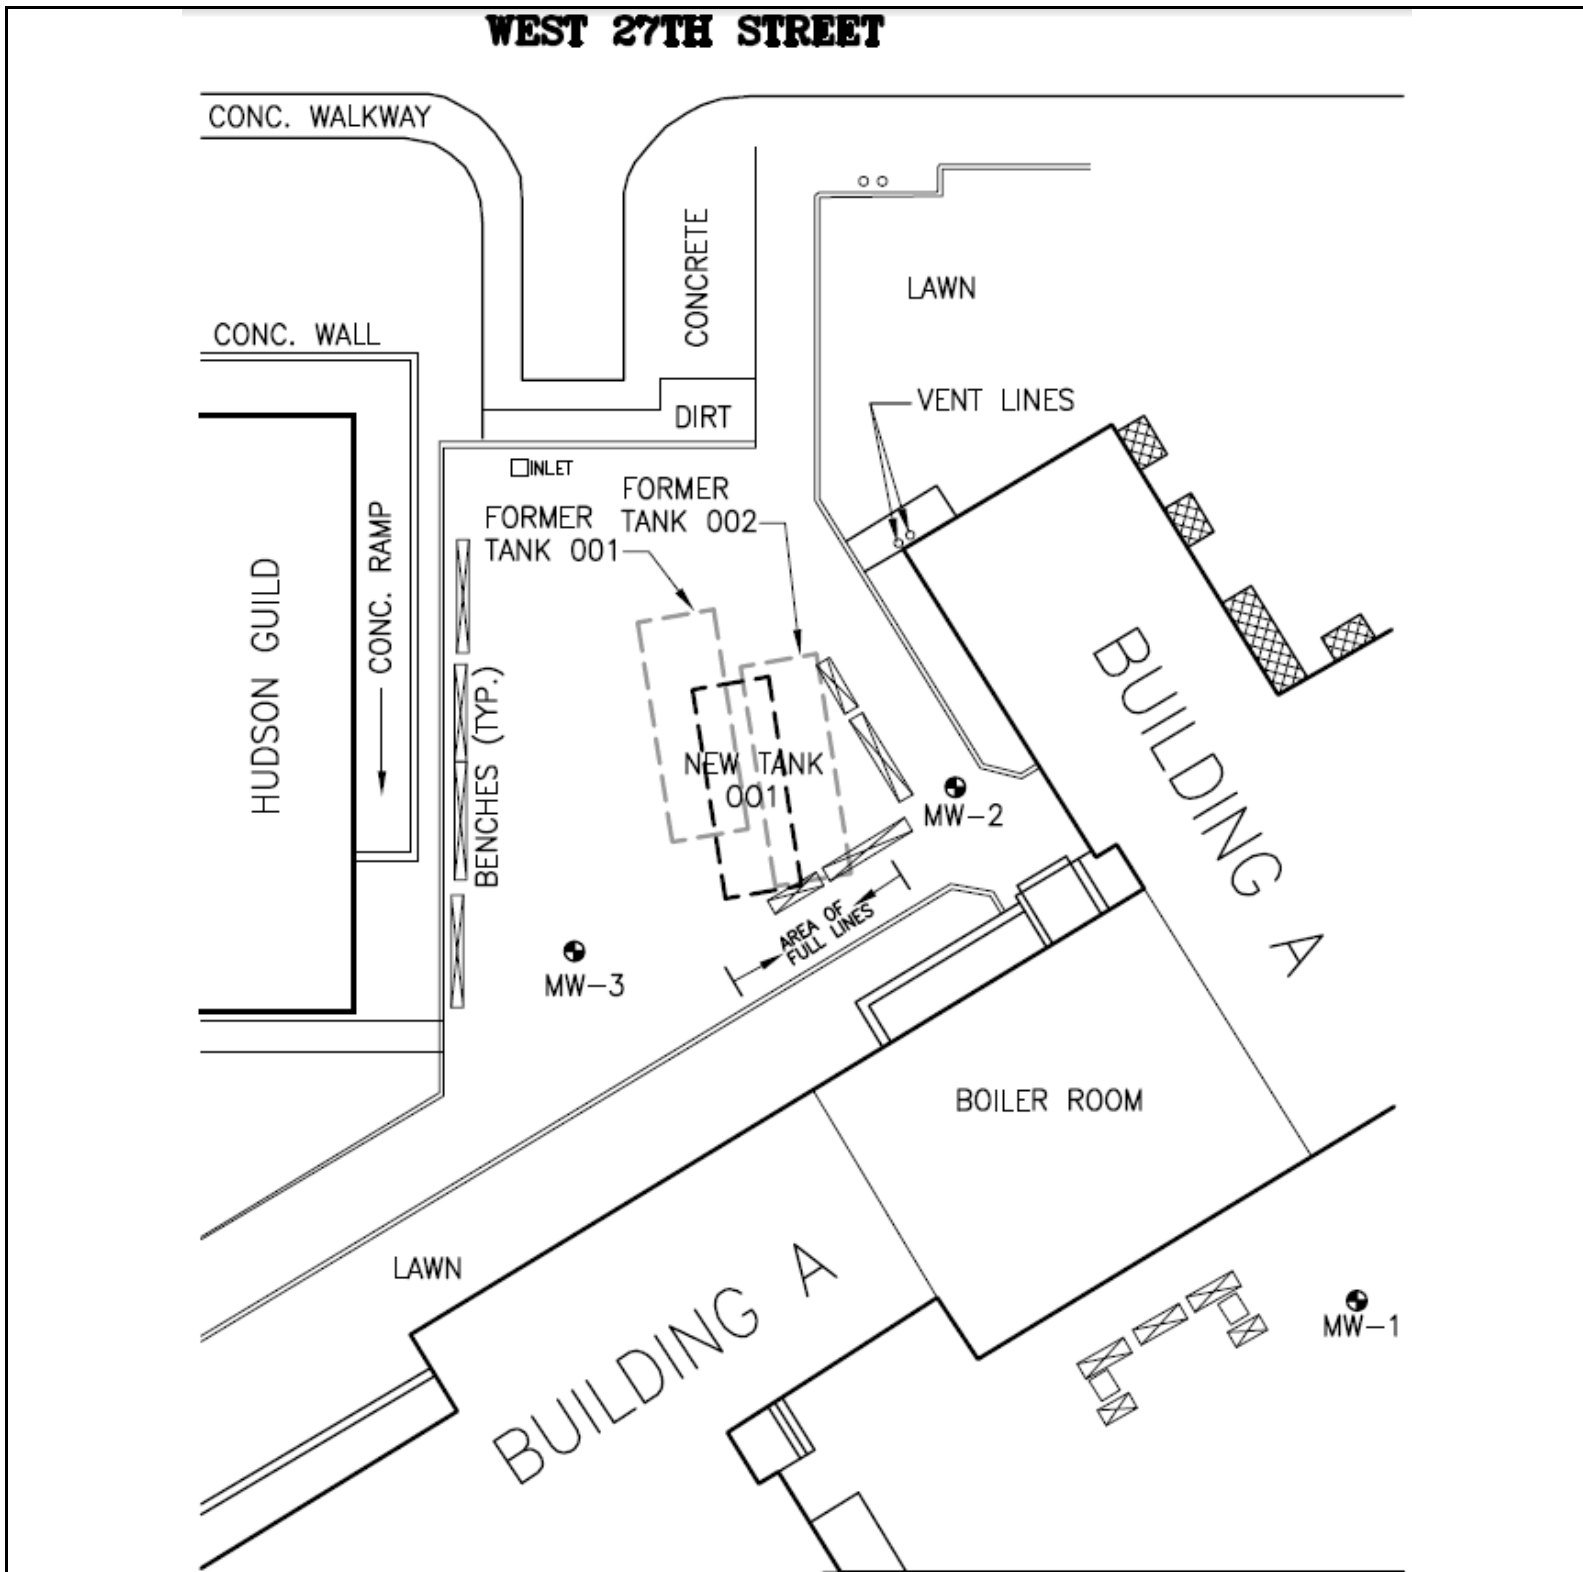 WEST 27TH STREET
CONC. WALKWAY
CONCRETE
LAWN
CONC. WALL
VENT LINES
DIRT
INLET
FORMER
TANK 002
FORMER
TANK 001
CONC. RAMP
HUDSON GUILD
BENCHES (TYP.)
BUILDING A
NEW TANK
001
MW-2
AREA OF
FULL LINES
MW-3
BOILER ROOM
LAWN
BUILDING A
MW-1